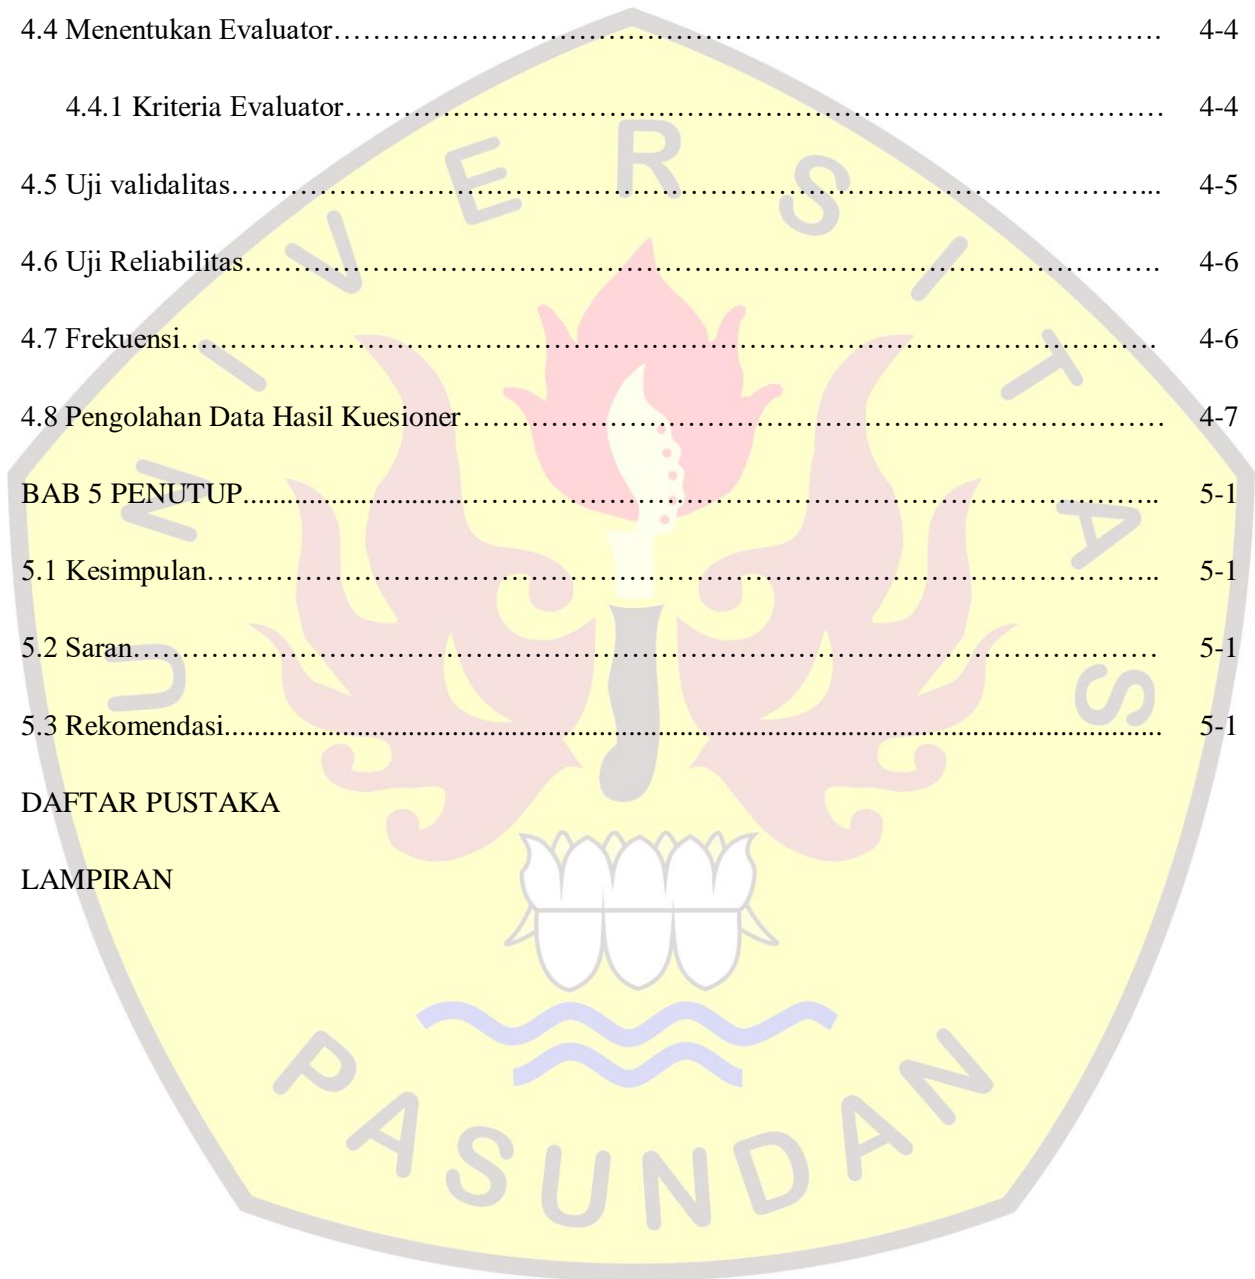 4.4 Menentukan Evaluator…………………………………………………………………………. 4-4
4.4.1 Kriteria Evaluator………………………………………………………………………… 4-4
4.5 Uji validalitas…………………………………………………………………………………... 4-5
4.6 Uji Reliabilitas…………………………………………………………………………………. 4-6
4.7 Frekuensi………………………………………………………………………………………. 4-6
4.8 Pengolahan Data Hasil Kuesioner……………………………………………………………… 4-7
BAB 5 PENUTUP..............................…………………………………………………………….. 5-1
5.1 Kesimpulan…………………………………………………………………………………….. 5-1
5.2 Saran…………………………………………………………………………………………… 5-1
5.3 Rekomendasi............................................................................................................................. 5-1
DAFTAR PUSTAKA
LAMPIRAN
UNIVERSITAS
PASUNDAN